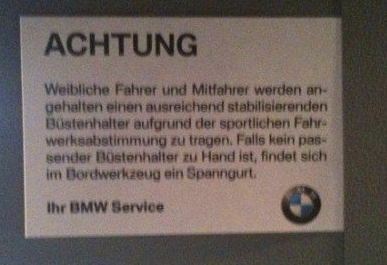 ACHTUNG
Weibliche Fahrer und Mitfahrer werden an-
gehalten einen ausreichend stabilisierenden
Büstenhalter aufgrund der sportlichen Fahr-
werksabstimmung zu tragen. Falls kein pas-
sender Büstenhalter zu Hand ist, findet sich
im Bordwerkzeug ein Spanngurt.
Ihr BMW Service
BMW